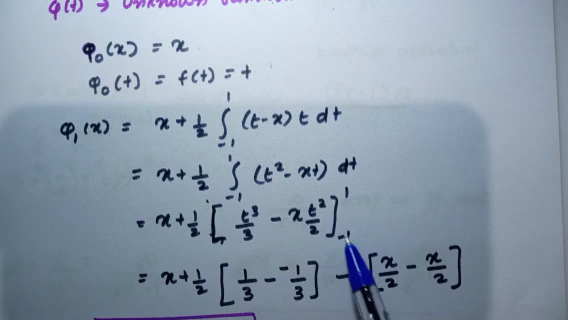 φ(t) → unknown
φ₀(x) = x
φ₀(t) = f(t) = t
φ₁(x) = x + 1/2 ∫₋₁¹ (t-x) t dt
= x + 1/2 ∫₋₁¹ (t² - xt) dt
= x + 1/2 [t³/3 - x t²/2]₋₁¹
= x + 1/2 [1/3 - -1/3] - [x/2 - x/2]